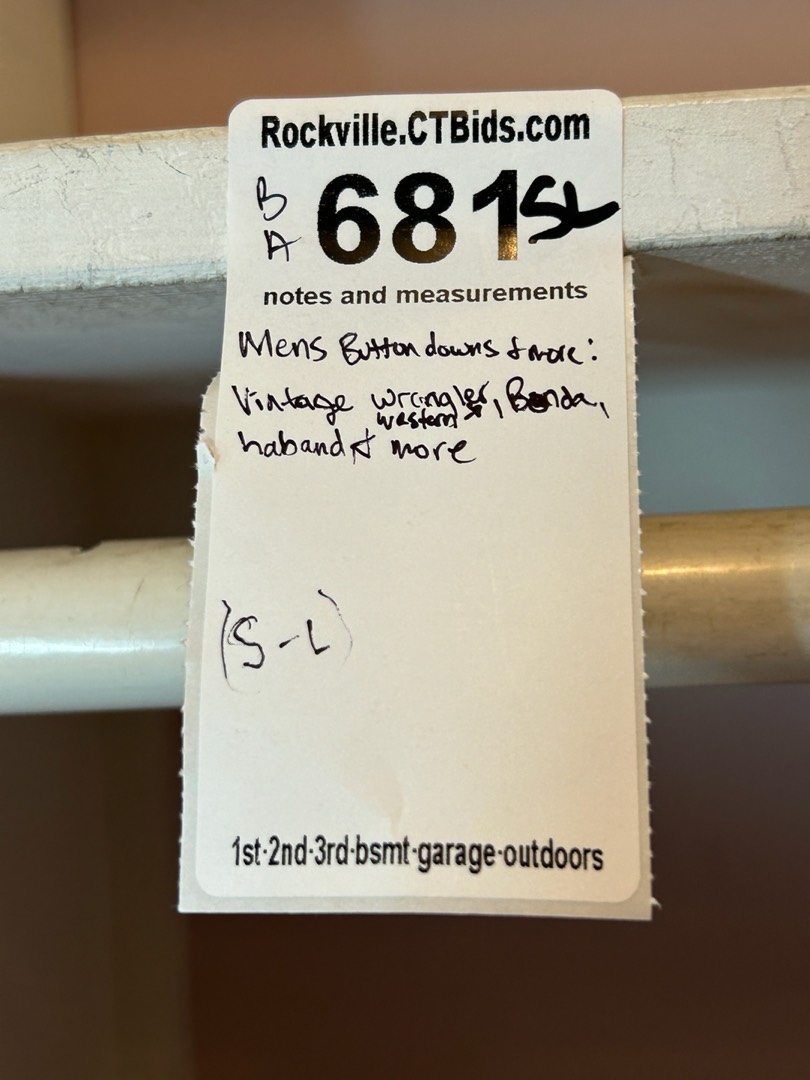 Rockville.CTBids.com
B
A
681SL
notes and measurements
Mens Button downs & more:
Vintage wrangler,
western
haband & more
(S-L)
1st·2nd·3rd·bsmt·garage·outdoors